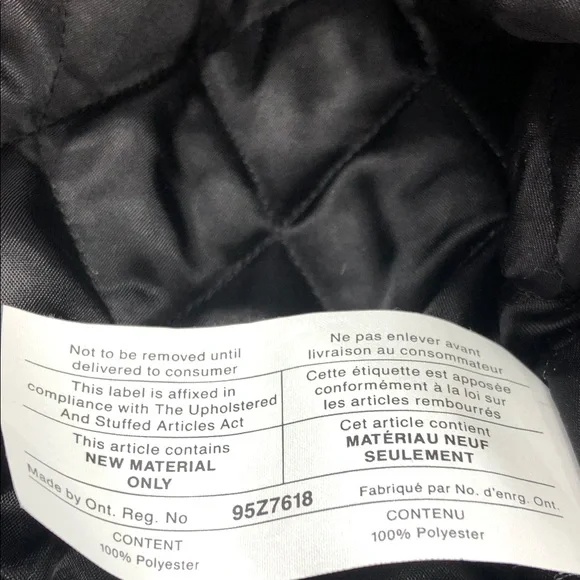 Not to be removed until
delivered to consumer
This label is affixed in
compliance with The Upholstered
And Stuffed Articles Act
This article contains
NEW MATERIAL
ONLY
Ne pas enlever avant
livraison au consommateur
Cette étiquette est apposée
conformément à la loi sur
les articles rembourrés
Cet article contient
MATÉRIAU NEUF
SEULEMENT
Made by Ont. Reg. No 95Z7618 Fabriqué par No. d'enrg. Ont.
CONTENT
100% Polyester
CONTENU
100% Polyester